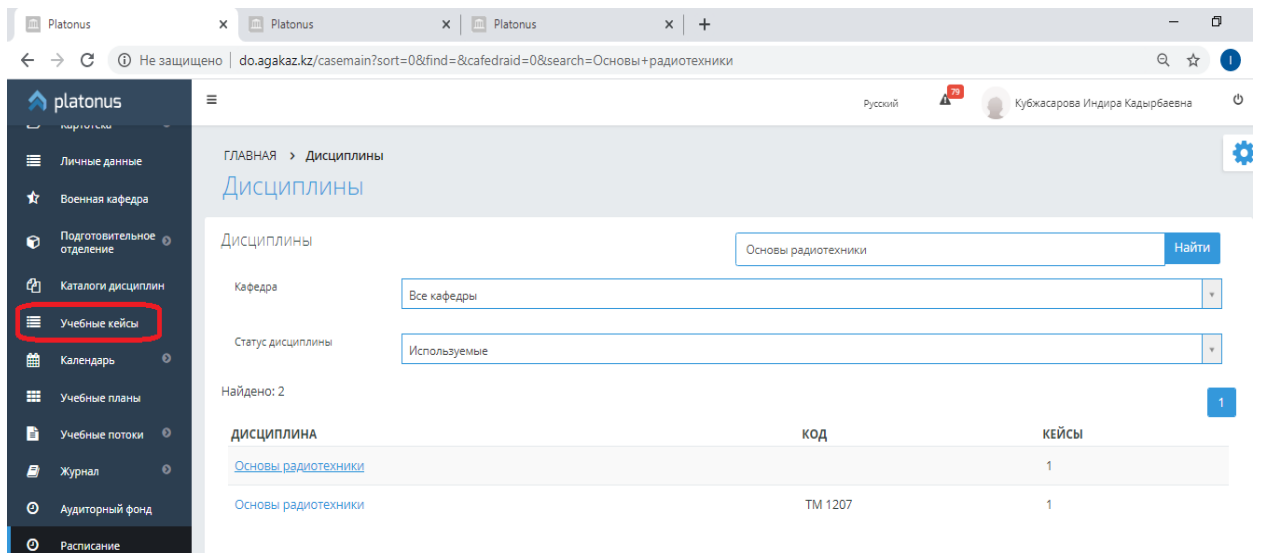 Platonus
Platonus
Platonus
Не защищено | do.agakaz.kz/casemain?sort=0&find=&cafedraid=0&search=Основы+радиотехники
I
platonus
Русский
79
Кубжасарова Индира Кадырбаевна
Картотека
Личные данные
Военная кафедра
Подготовительное
отделение
Каталоги дисциплин
Учебные кейсы
Календарь
Учебные планы
Учебные потоки
Журнал
Аудиторный фонд
Расписание
ГЛАВНАЯ > Дисциплины
Дисциплины
Дисциплины
Основы радиотехники
Найти
Кафедра
Все кафедры
Статус дисциплины
Используемые
Найдено: 2
1
ДИСЦИПЛИНА КОД КЕЙСЫ
Основы радиотехники 1
Основы радиотехники ТМ 1207 1